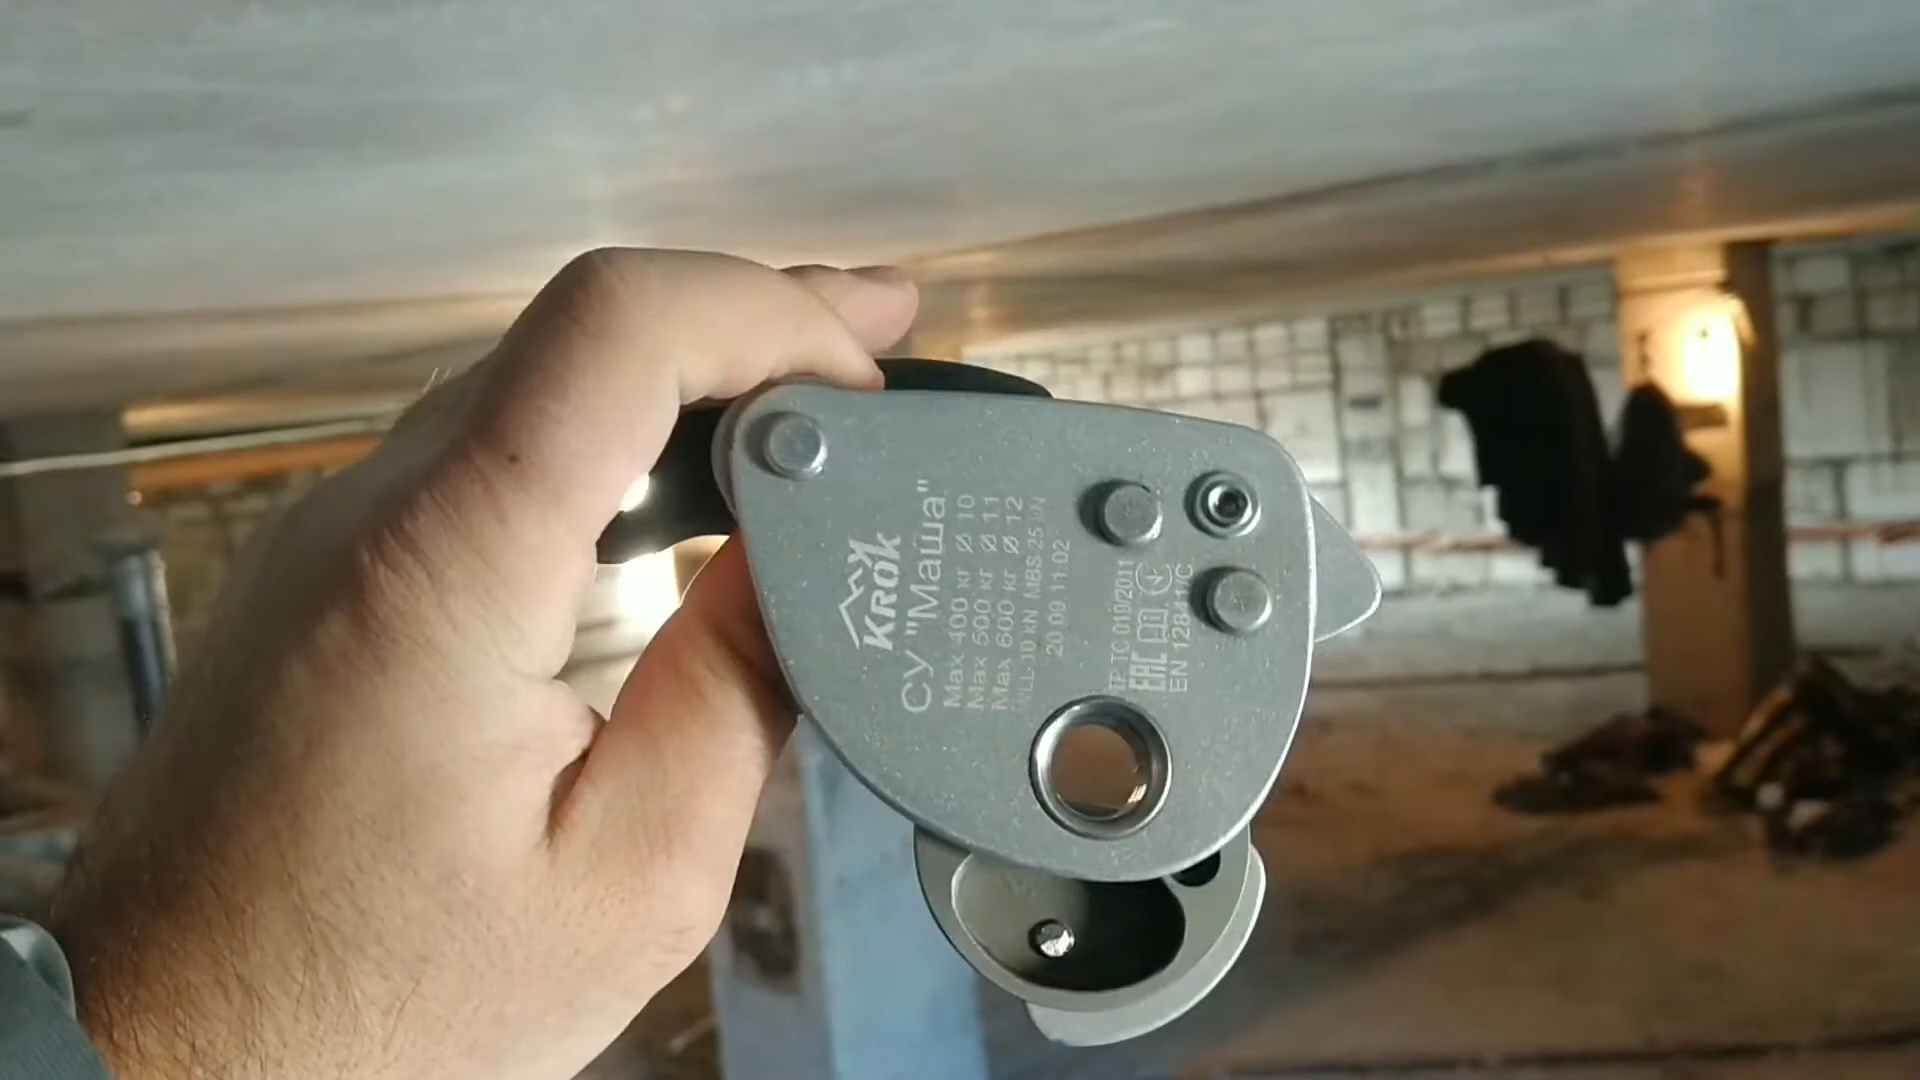 KROK
СУ "Маша"
Max 400 кг Ø 10
Max 500 кг Ø 11
Max 600 кг Ø 12
WLL-10 kN MBS 25 kN
20 09 11:02
ТР ТС 019/2011
EAC
EN 12841/C